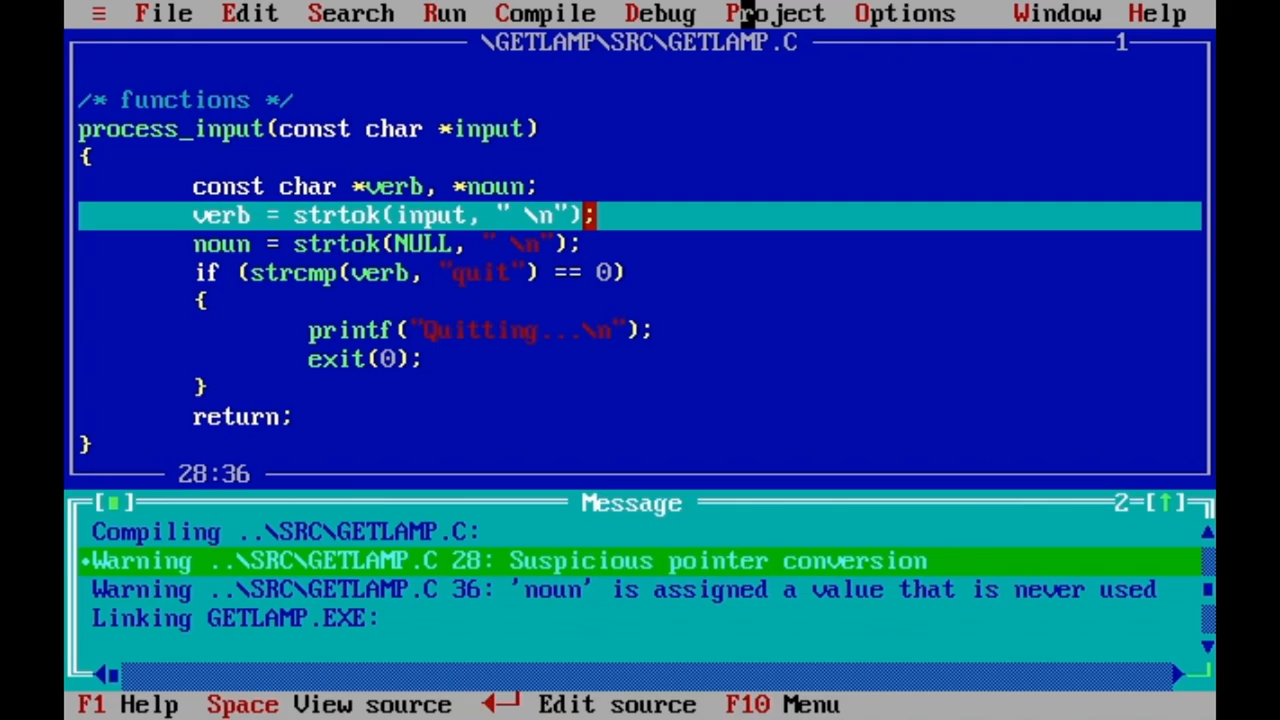 ≡ File Edit Search Run Compile Debug Project Options Window Help
\GETLAMP\SRC\GETLAMP.C 1
/* functions */
process_input(const char *input)
{
const char *verb, *noun;
verb = strtok(input, " \n");
noun = strtok(NULL, " \n");
if (strcmp(verb, "quit") == 0)
{
printf("Quitting...\n");
exit(0);
}
return;
}
28:36
[■] Message 2=[↑]
Compiling ..\SRC\GETLAMP.C:
•Warning ..\SRC\GETLAMP.C 28: Suspicious pointer conversion
Warning ..\SRC\GETLAMP.C 36: 'noun' is assigned a value that is never used
Linking GETLAMP.EXE:
F1 Help Space View source ◄─┘ Edit source F10 Menu